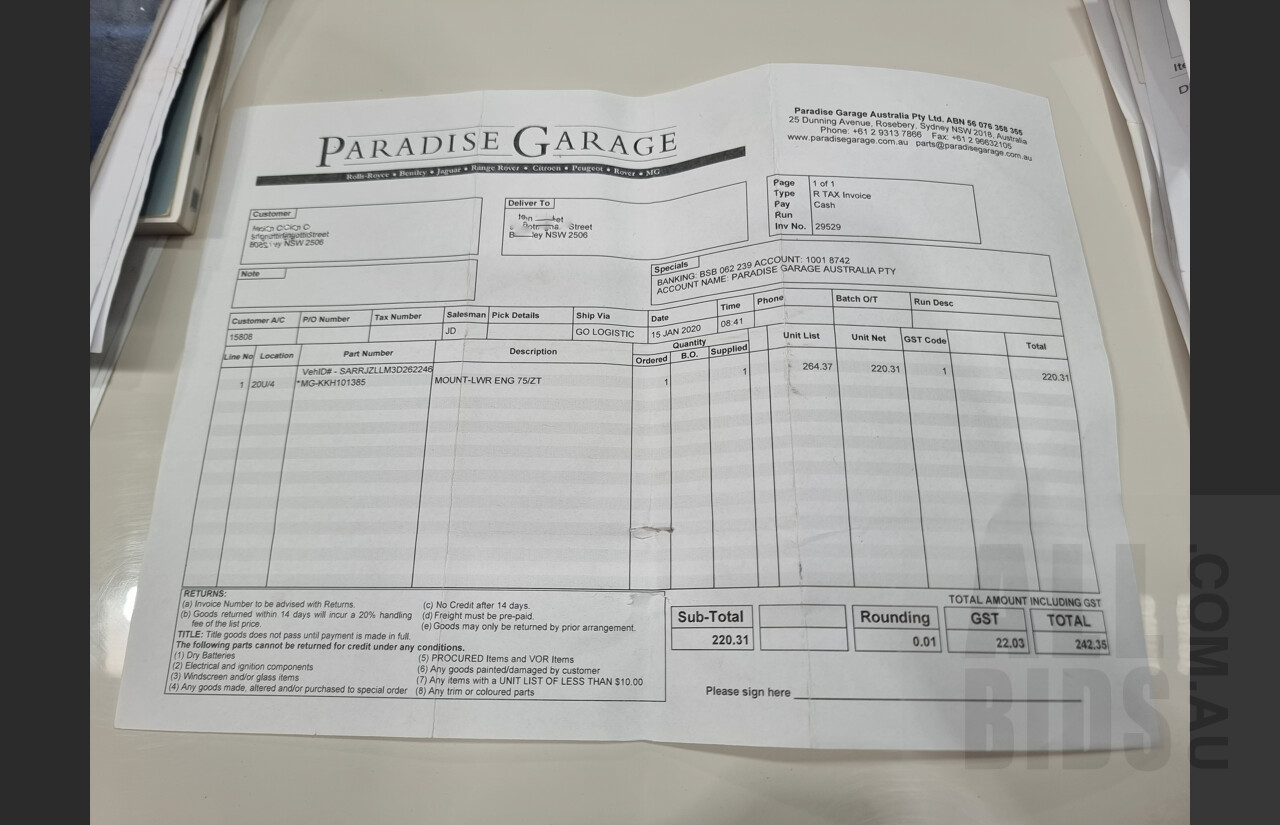 PARADISE GARAGE
Rolls-Royce • Bentley • Jaguar • Range Rover • Citroen • Peugeot • Rover • MG
Paradise Garage Australia Pty Ltd. ABN 56 076 358 356
25 Dunning Avenue, Rosebery, Sydney NSW 2018, Australia
Phone: +61 2 9313 7866 Fax: +61 2 96632105
www.paradisegarage.com.au parts@paradisegarage.com.au
Customer
Street
NSW 2506
Deliver To
Street
NSW 2506
Page 1 of 1
Type R TAX Invoice
Pay Cash
Run
Inv No. 29529
Note
Specials
BANKING: BSB 062 239 ACCOUNT: 1001 8742
ACCOUNT NAME: PARADISE GARAGE AUSTRALIA PTY
Customer A/C P/O Number Tax Number Salesman Pick Details Ship Via Date Time Phone Batch O/T Run Desc
15808 JD GO LOGISTIC 15 JAN 2020 08:41
Line No Location Part Number Description Quantity Unit List Unit Net GST Code Total
Ordered B.O. Supplied
VehID# - SARRJZLLM3D262246
1 20U/4 *MG-KKH101385 MOUNT-LWR ENG 75/ZT 1 1 264.37 220.31 1 220.31
RETURNS:
(a) Invoice Number to be advised with Returns.
(b) Goods returned within 14 days will incur a 20% handling
fee of the list price.
(c) No Credit after 14 days.
(d) Freight must be pre-paid.
(e) Goods may only be returned by prior arrangement.
TITLE: Title goods does not pass until payment is made in full.
The following parts cannot be returned for credit under any conditions.
(1) Dry Batteries
(2) Electrical and ignition components
(3) Windscreen and/or glass items
(4) Any goods made, altered and/or purchased to special order
(5) PROCURED Items and VOR Items
(6) Any goods painted/damaged by customer
(7) Any items with a UNIT LIST OF LESS THAN $10.00
(8) Any trim or coloured parts
TOTAL AMOUNT INCLUDING GST
Sub-Total Rounding GST TOTAL
220.31 0.01 22.03 242.35
Please sign here
ALL
BIDS
.COM.AU